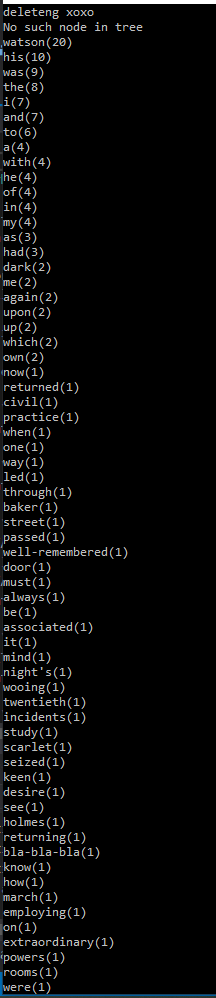 deleteng xoxo
No such node in tree
watson(20)
his(10)
was(9)
the(8)
i(7)
and(7)
to(6)
a(4)
with(4)
he(4)
of(4)
in(4)
my(4)
as(3)
had(3)
dark(2)
me(2)
again(2)
upon(2)
up(2)
which(2)
own(2)
now(1)
returned(1)
civil(1)
practice(1)
when(1)
one(1)
way(1)
led(1)
through(1)
baker(1)
street(1)
passed(1)
well-remembered(1)
door(1)
must(1)
always(1)
be(1)
associated(1)
it(1)
mind(1)
night's(1)
wooing(1)
twentieth(1)
incidents(1)
study(1)
scarlet(1)
seized(1)
keen(1)
desire(1)
see(1)
holmes(1)
returning(1)
bla-bla-bla(1)
know(1)
how(1)
march(1)
employing(1)
on(1)
extraordinary(1)
powers(1)
rooms(1)
were(1)